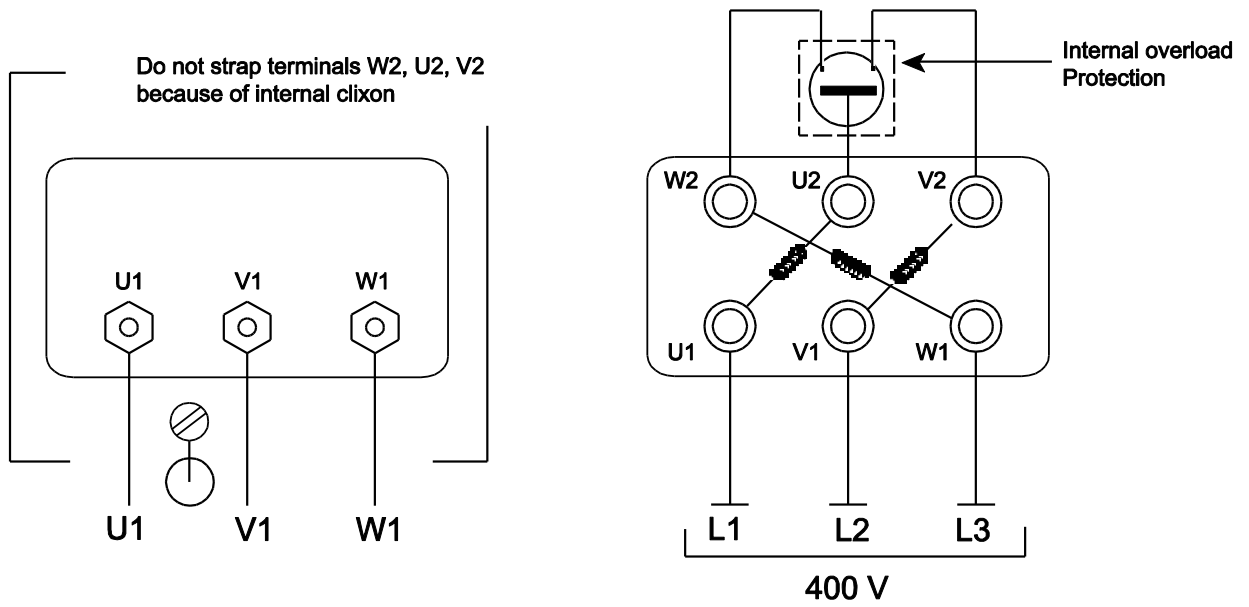 Do not strap terminals W2, U2, V2
because of internal clixon
U1 V1 W1
U1 V1 W1
Internal overload
Protection
W2 U2 V2
U1 V1 W1
L1 L2 L3
400 V